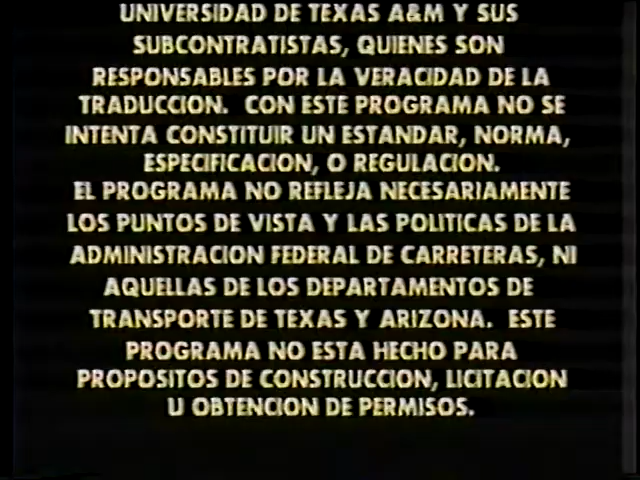 UNIVERSIDAD DE TEXAS A&M Y SUS
SUBCONTRATISTAS, QUIENES SON
RESPONSABLES POR LA VERACIDAD DE LA
TRADUCCION.  CON ESTE PROGRAMA NO SE
INTENTA CONSTITUIR UN ESTANDAR, NORMA,
ESPECIFICACION, O REGULACION.
EL PROGRAMA NO REFLEJA NECESARIAMENTE
LOS PUNTOS DE VISTA Y LAS POLITICAS DE LA
ADMINISTRACION FEDERAL DE CARRETERAS, NI
AQUELLAS DE LOS DEPARTAMENTOS DE
TRANSPORTE DE TEXAS Y ARIZONA.  ESTE
PROGRAMA NO ESTA HECHO PARA
PROPOSITOS DE CONSTRUCCION, LICITACION
U OBTENCION DE PERMISOS.